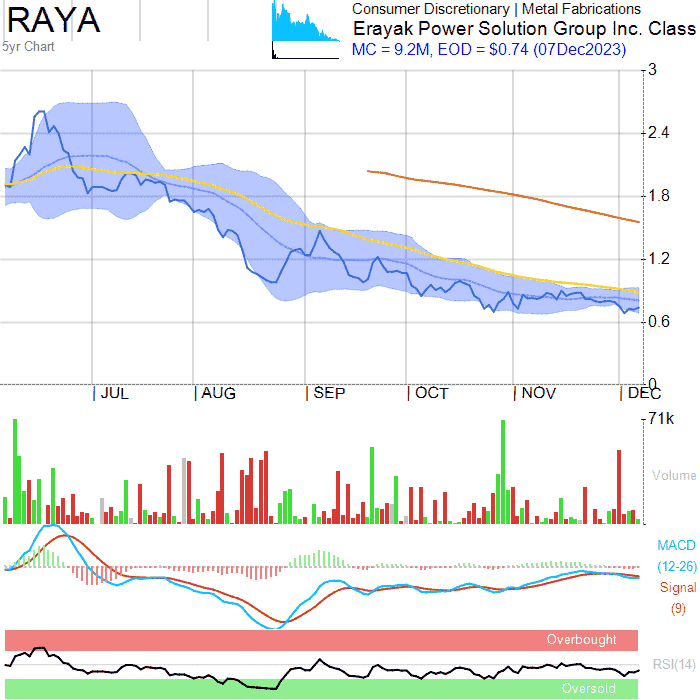 RAYA
5yr Chart
Consumer Discretionary | Metal Fabrications
Erayak Power Solution Group Inc. Class
MC = 9.2M, EOD = $0.74 (07Dec2023)
3
2.4
1.8
1.2
0.6
0
JUL AUG SEP OCT NOV DEC
71k
Volume
MACD
(12-26)
Signal
(9)
Overbought
RSI(14)
Oversold